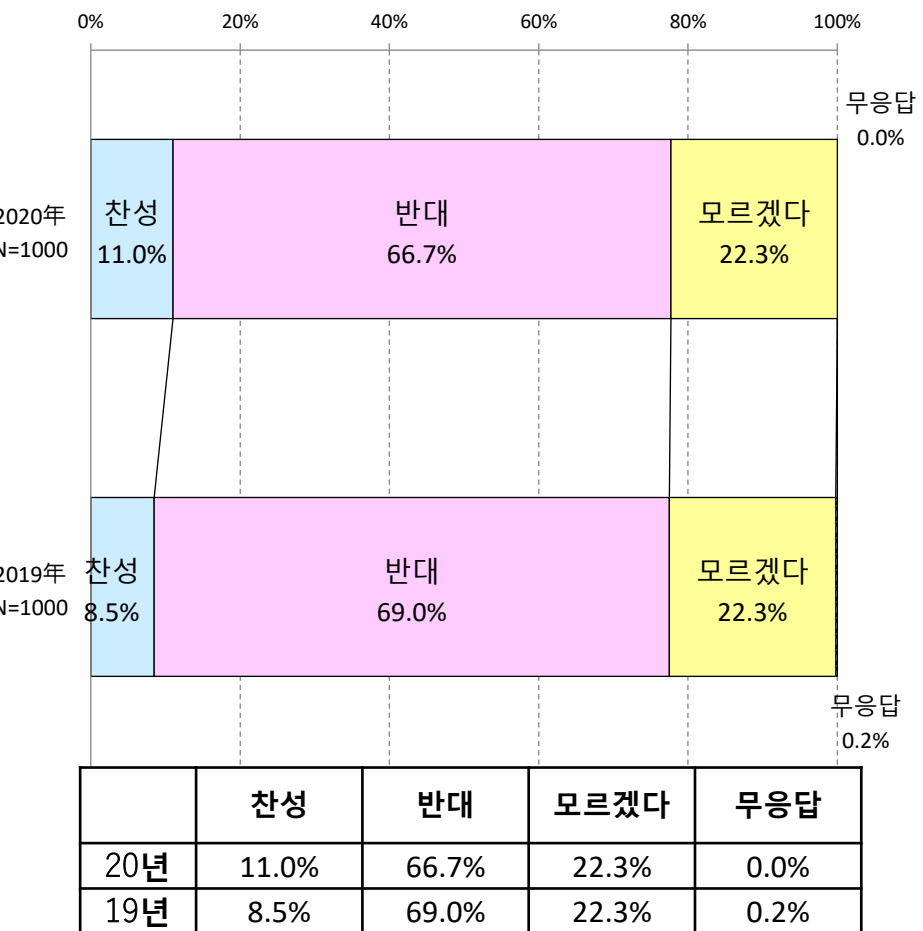 0% 20% 40% 60% 80% 100%
무응답
0.0%
2020年
N=1000
찬성
11.0%
반대
66.7%
모르겠다
22.3%
2019年
N=1000
찬성
8.5%
반대
69.0%
모르겠다
22.3%
무응답
0.2%
찬성 반대 모르겠다 무응답
20년 11.0% 66.7% 22.3% 0.0%
19년 8.5% 69.0% 22.3% 0.2%